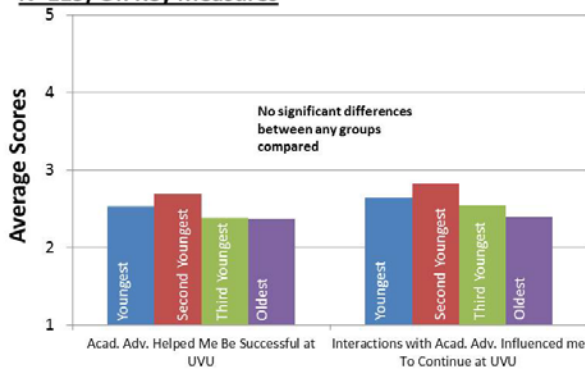 Measures
5
4
3
2
1
Average Scores
No significant differences
between any groups
compared
Youngest
Second Youngest
Third Youngest
Oldest
Youngest
Second Youngest
Third Youngest
Oldest
Acad. Adv. Helped Me Be Successful at
UVU
Interactions with Acad. Adv. Influenced me
To Continue at UVU